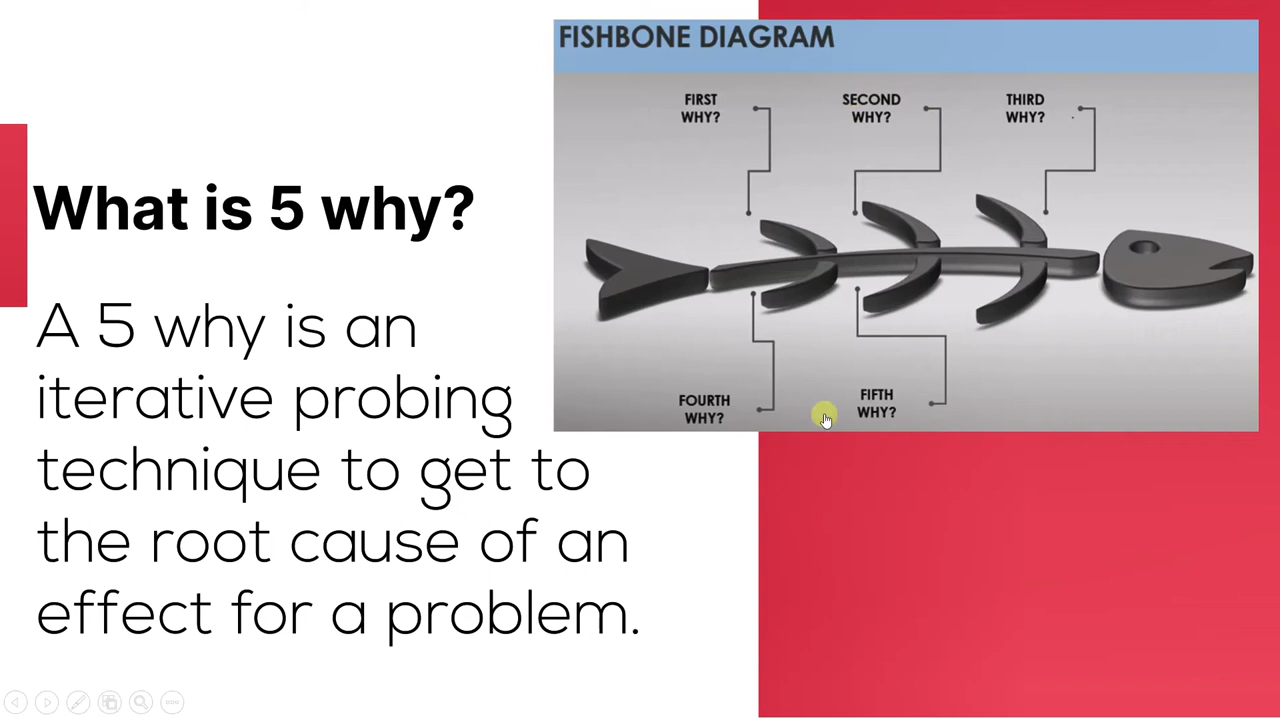 FISHBONE DIAGRAM
FIRST
WHY?
SECOND
WHY?
THIRD
WHY?
FOURTH
WHY?
FIFTH
WHY?
What is 5 why?
A 5 why is an
iterative probing
technique to get to
the root cause of an
effect for a problem.